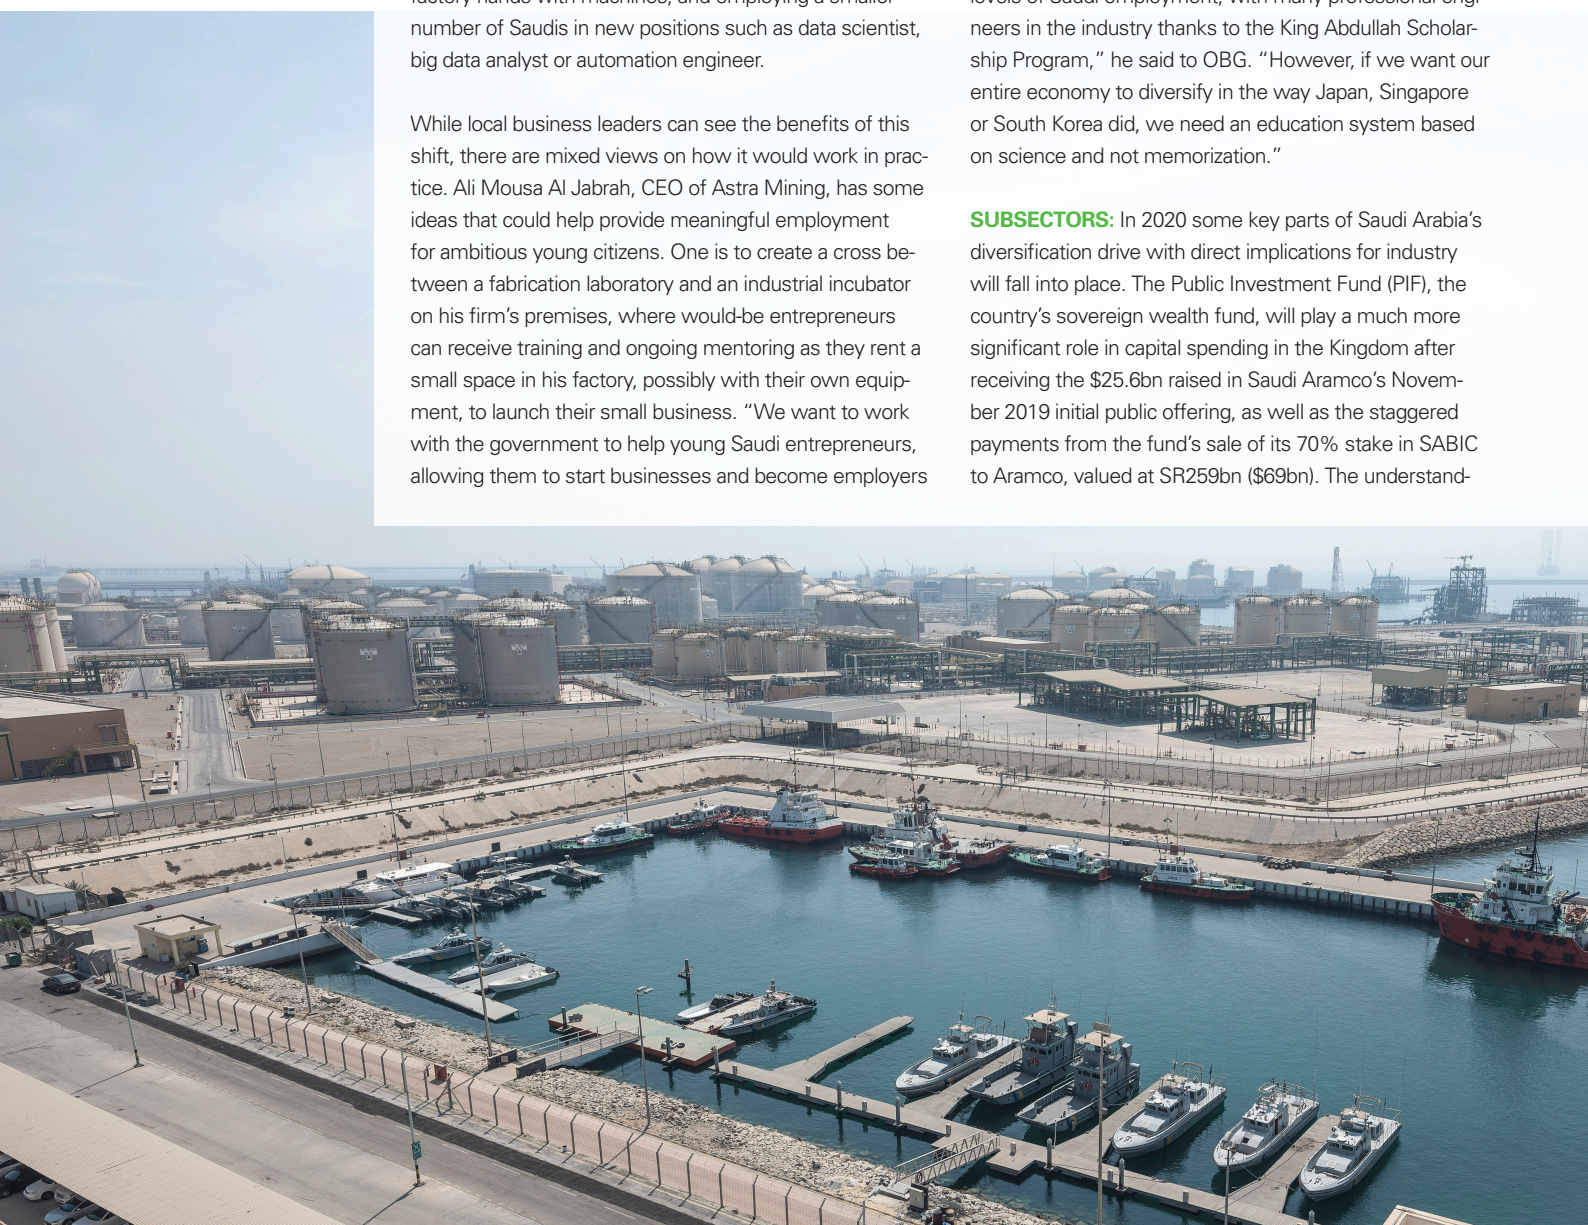 number of Saudis in new positions such as data scientist,
big data analyst or automation engineer.
While local business leaders can see the benefits of this
shift, there are mixed views on how it would work in prac-
tice. Ali Mousa Al Jabrah, CEO of Astra Mining, has some
ideas that could help provide meaningful employment
for ambitious young citizens. One is to create a cross be-
tween a fabrication laboratory and an industrial incubator
on his firm's premises, where would-be entrepreneurs
can receive training and ongoing mentoring as they rent a
small space in his factory, possibly with their own equip-
ment, to launch their small business. “We want to work
with the government to help young Saudi entrepreneurs,
allowing them to start businesses and become employers
neers in the industry thanks to the King Abdullah Scholar-
ship Program,” he said to OBG. “However, if we want our
entire economy to diversify in the way Japan, Singapore
or South Korea did, we need an education system based
on science and not memorization.”
SUBSECTORS: In 2020 some key parts of Saudi Arabia's
diversification drive with direct implications for industry
will fall into place. The Public Investment Fund (PIF), the
country's sovereign wealth fund, will play a much more
significant role in capital spending in the Kingdom after
receiving the $25.6bn raised in Saudi Aramco's Novem-
ber 2019 initial public offering, as well as the staggered
payments from the fund's sale of its 70% stake in SABIC
to Aramco, valued at SR259bn ($69bn). The understand-